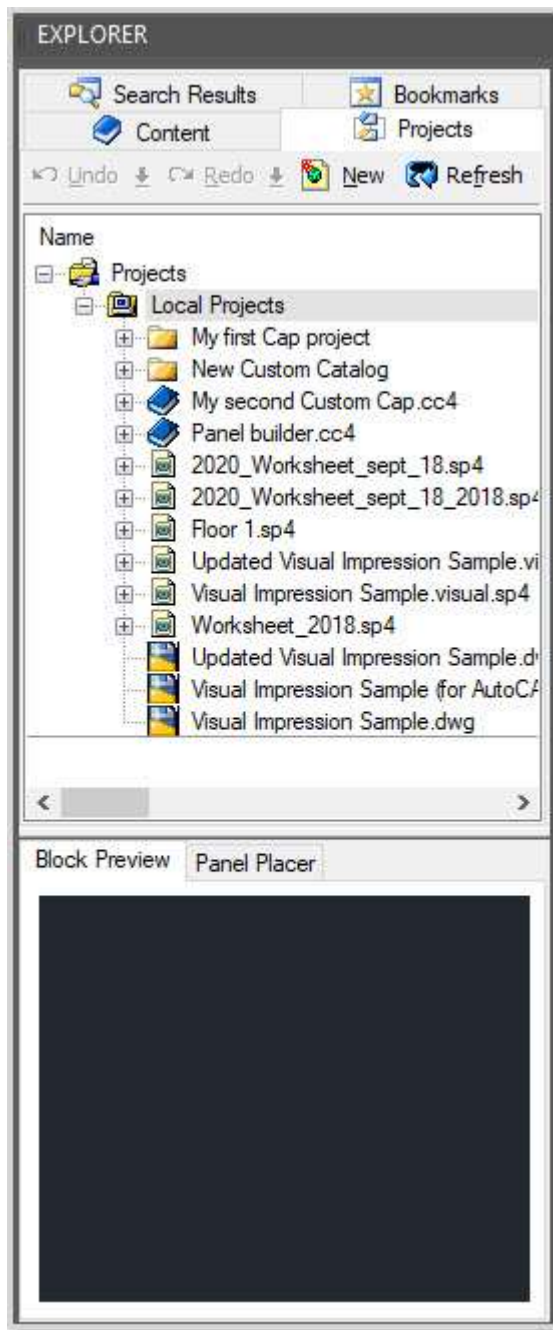 EXPLORER
Search Results Bookmarks
Content Projects
Undo Redo New Refresh
Name
Projects
Local Projects
My first Cap project
New Custom Catalog
My second Custom Cap.cc4
Panel builder.cc4
2020_Worksheet_sept_18.sp4
2020_Worksheet_sept_18_2018.sp4
Floor 1.sp4
Updated Visual Impression Sample.vi
Visual Impression Sample.visual.sp4
Worksheet_2018.sp4
Updated Visual Impression Sample.d
Visual Impression Sample (for AutoCA
Visual Impression Sample.dwg
Block Preview Panel Placer